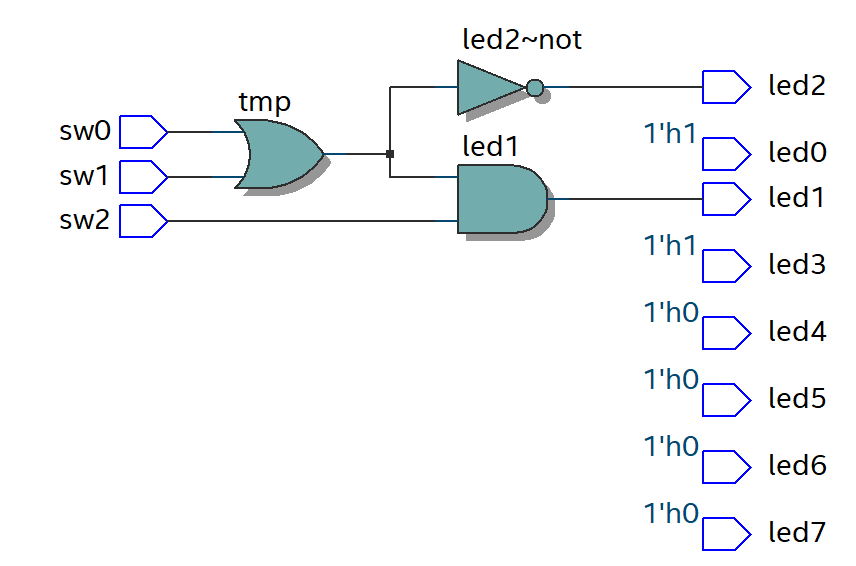 led2~not
led2
tmp
1'h1
sw0
led1
led0
sw1
led1
sw2
1'h1
led3
1'h0
led4
1'h0
led5
1'h0
led6
1'h0
led7